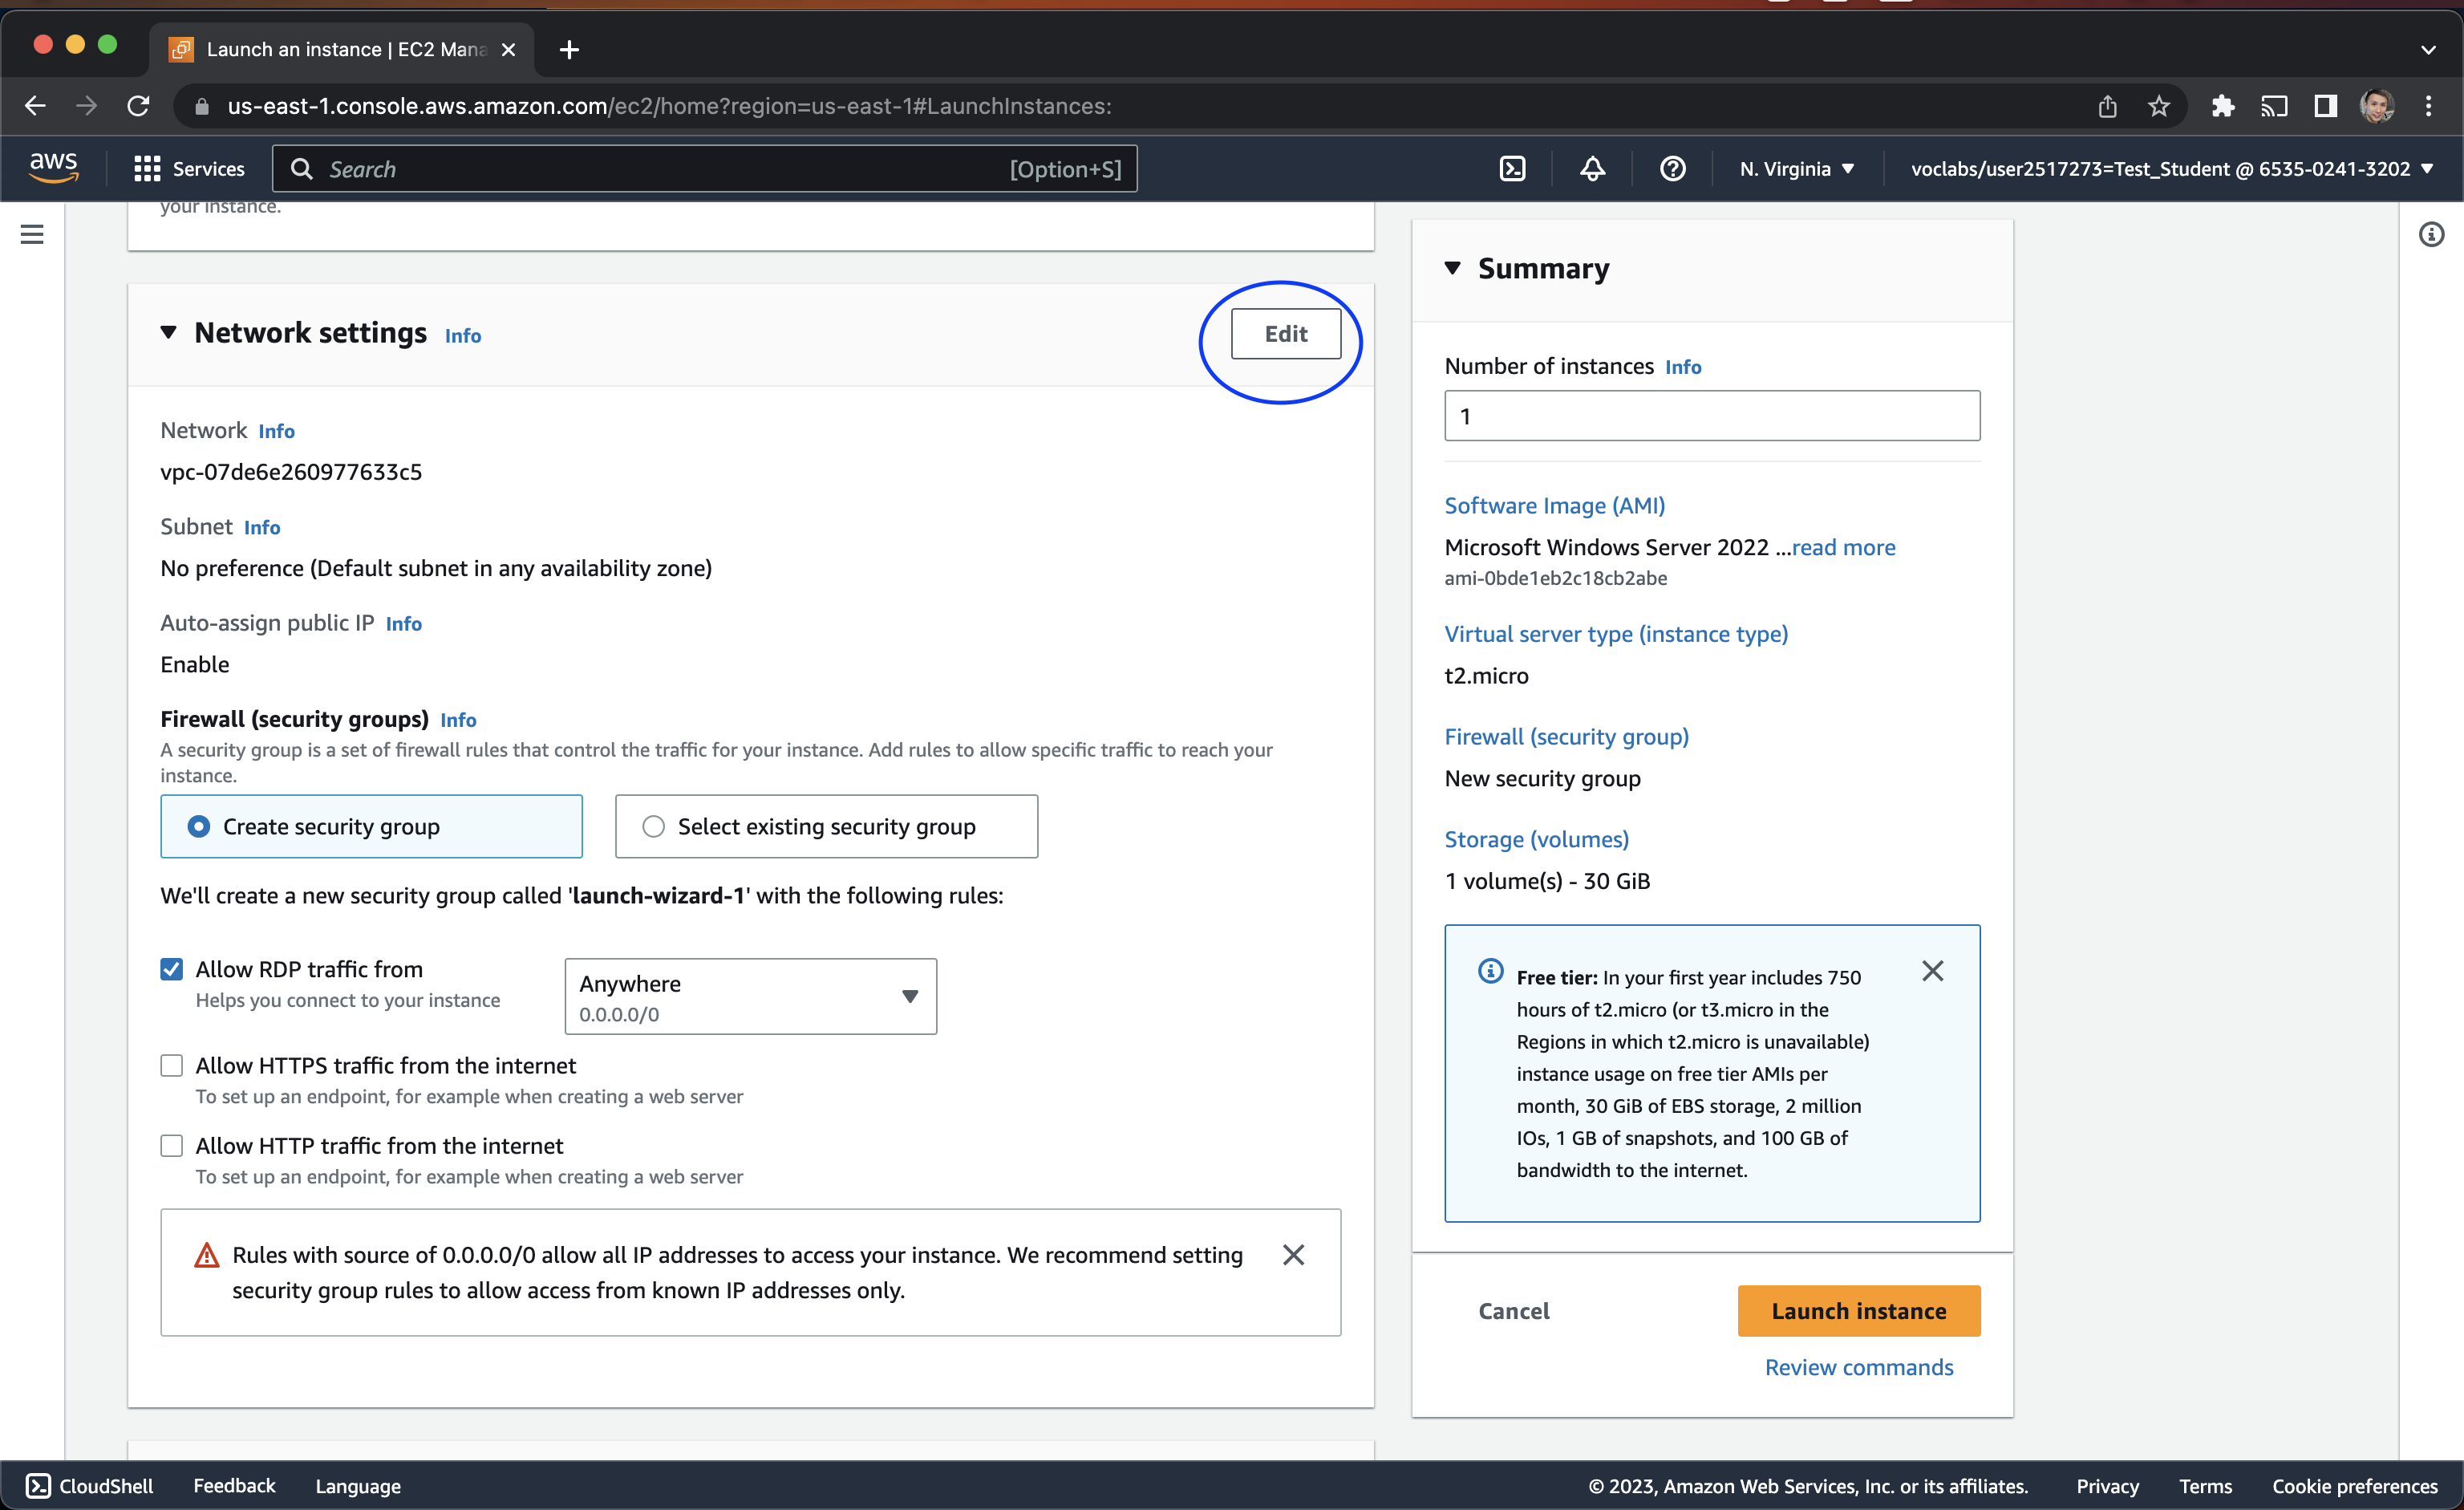 Launch an instance | EC2 Mana
us-east-1.console.aws.amazon.com/ec2/home?region=us-east-1#LaunchInstances:
aws
Services
Search
[Option+S]
N. Virginia
voclabs/user2517273=Test_Student @ 6535-0241-3202
your instance.
Network settings Info
Edit
Network Info
vpc-07de6e260977633c5
Subnet Info
No preference (Default subnet in any availability zone)
Auto-assign public IP Info
Enable
Firewall (security groups) Info
A security group is a set of firewall rules that control the traffic for your instance. Add rules to allow specific traffic to reach your
instance.
Create security group
Select existing security group
We'll create a new security group called 'launch-wizard-1' with the following rules:
Allow RDP traffic from
Helps you connect to your instance
Anywhere
0.0.0.0/0
Allow HTTPS traffic from the internet
To set up an endpoint, for example when creating a web server
Allow HTTP traffic from the internet
To set up an endpoint, for example when creating a web server
Rules with source of 0.0.0.0/0 allow all IP addresses to access your instance. We recommend setting
security group rules to allow access from known IP addresses only.
Summary
Number of instances Info
1
Software Image (AMI)
Microsoft Windows Server 2022 ...read more
ami-0bde1eb2c18cb2abe
Virtual server type (instance type)
t2.micro
Firewall (security group)
New security group
Storage (volumes)
1 volume(s) - 30 GiB
Free tier: In your first year includes 750
hours of t2.micro (or t3.micro in the
Regions in which t2.micro is unavailable)
instance usage on free tier AMIs per
month, 30 GiB of EBS storage, 2 million
IOs, 1 GB of snapshots, and 100 GB of
bandwidth to the internet.
Cancel
Launch instance
Review commands
CloudShell
Feedback
Language
© 2023, Amazon Web Services, Inc. or its affiliates.
Privacy
Terms
Cookie preferences